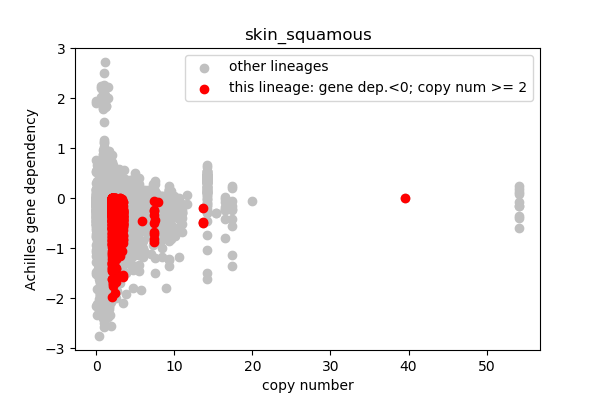 skin_squamous
other lineages
this lineage: gene dep.<0; copy num >= 2
Achilles gene dependency
3
2
1
0
−1
−2
−3
0
10
20
30
40
50
copy number